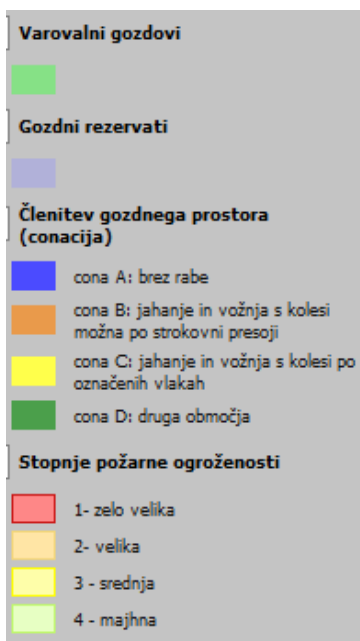 Varovalni gozdovi
Gozdni rezervati
Členitev gozdnega prostora
(conacija)
cona A: brez rabe
cona B: jahanje in vožnja s kolesi
možna po strokovni presoji
cona C: jahanje in vožnja s kolesi po
označenih vlakah
cona D: druga območja
Stopnje požarne ogroženosti
1- zelo velika
2- velika
3 - srednja
4 - majhna